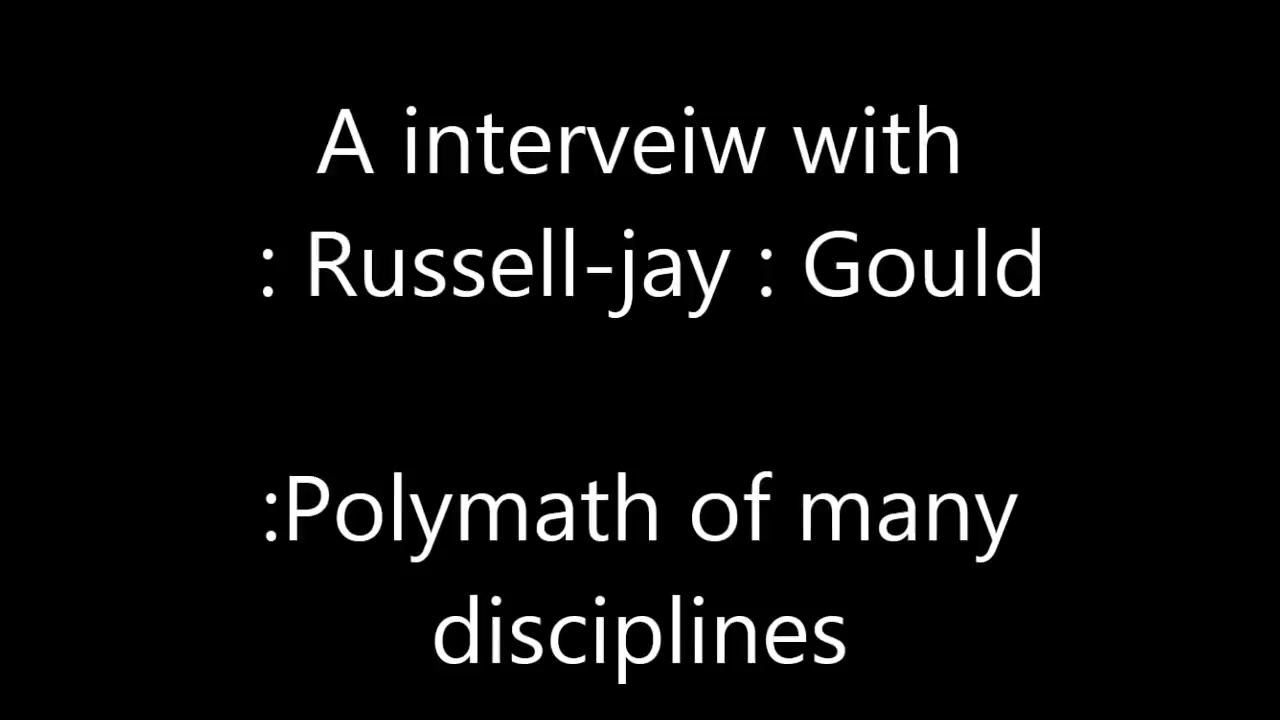 A interveiw with
: Russell-jay : Gould
:Polymath of many
disciplines